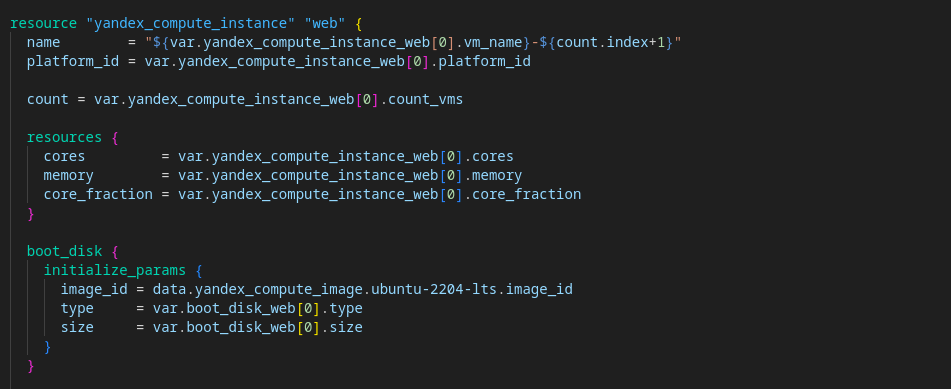 resource "yandex_compute_instance" "web" {
  name        = "${var.yandex_compute_instance_web[0].vm_name}-${count.index+1}"
  platform_id = var.yandex_compute_instance_web[0].platform_id

  count = var.yandex_compute_instance_web[0].count_vms

  resources {
    cores         = var.yandex_compute_instance_web[0].cores
    memory        = var.yandex_compute_instance_web[0].memory
    core_fraction = var.yandex_compute_instance_web[0].core_fraction
  }

  boot_disk {
    initialize_params {
      image_id = data.yandex_compute_image.ubuntu-2204-lts.image_id
      type     = var.boot_disk_web[0].type
      size     = var.boot_disk_web[0].size
    }
  }